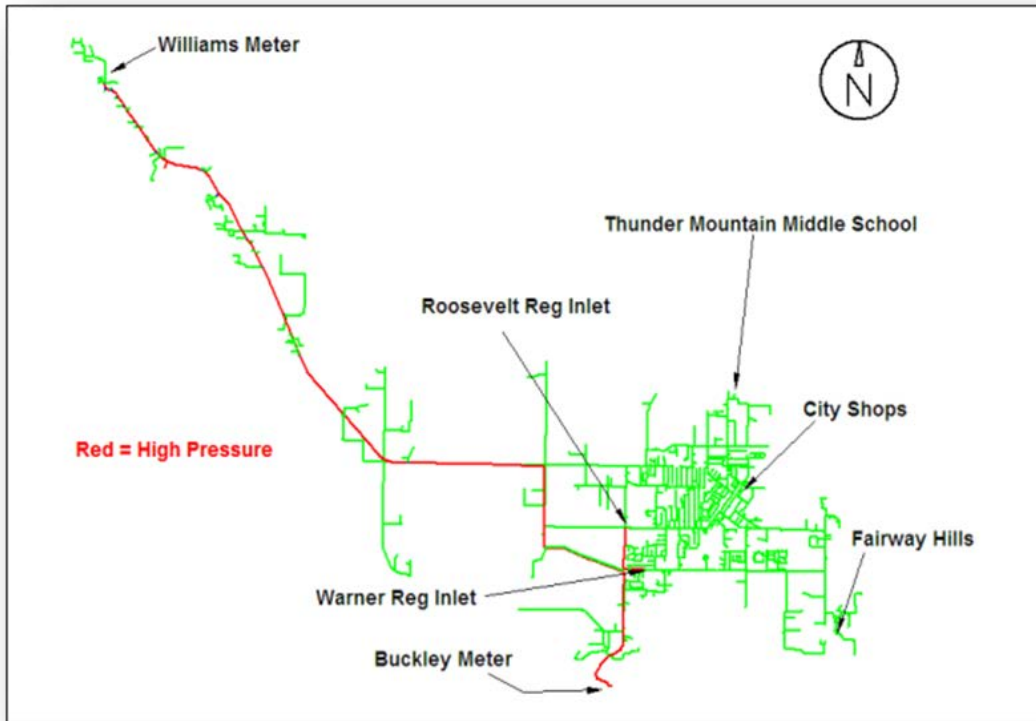 Williams Meter
N
Thunder Mountain Middle School
Roosevelt Reg Inlet
City Shops
Red = High Pressure
Fairway Hills
Warner Reg Inlet
Buckley Meter